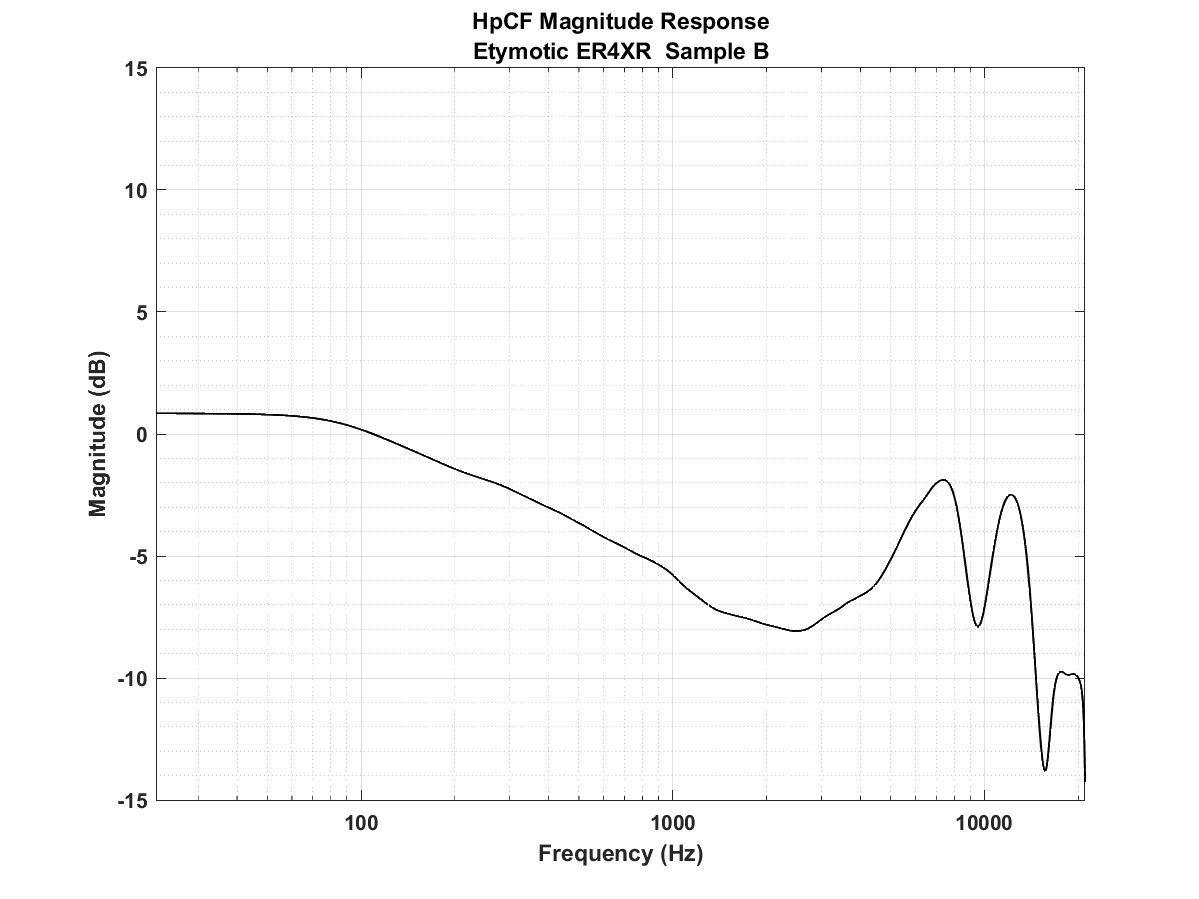 HpCF Magnitude Response
Etymotic ER4XR  Sample B
15
10
5
0
-5
-10
-15
Magnitude (dB)
100
1000
10000
Frequency (Hz)